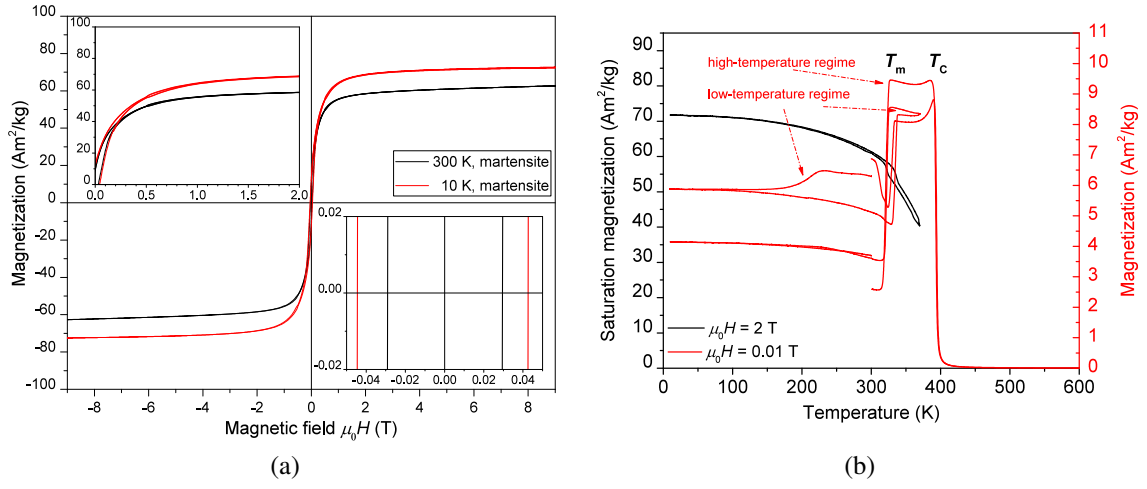 100
80
60
40
20
0
-20
-40
-60
-80
-100
Magnetization (Am²/kg)
100
80
60
40
20
0
0.0 0.5 1.0 1.5 2.0
300 K, martensite
10 K, martensite
0.02
0.00
-0.02
-0.04 -0.02 0.00 0.02 0.04
-8 -6 -4 -2 0 2 4 6 8
Magnetic field μ₀H (T)
(a)
90
80
70
60
50
40
30
20
10
0
Saturation magnetization (Am²/kg)
high-temperature regime
low-temperature regime
Tm
TC
μ₀H = 2 T
μ₀H = 0.01 T
11
10
9
8
7
6
5
4
3
2
1
0
Magnetization (Am²/kg)
0 100 200 300 400 500 600
Temperature (K)
(b)